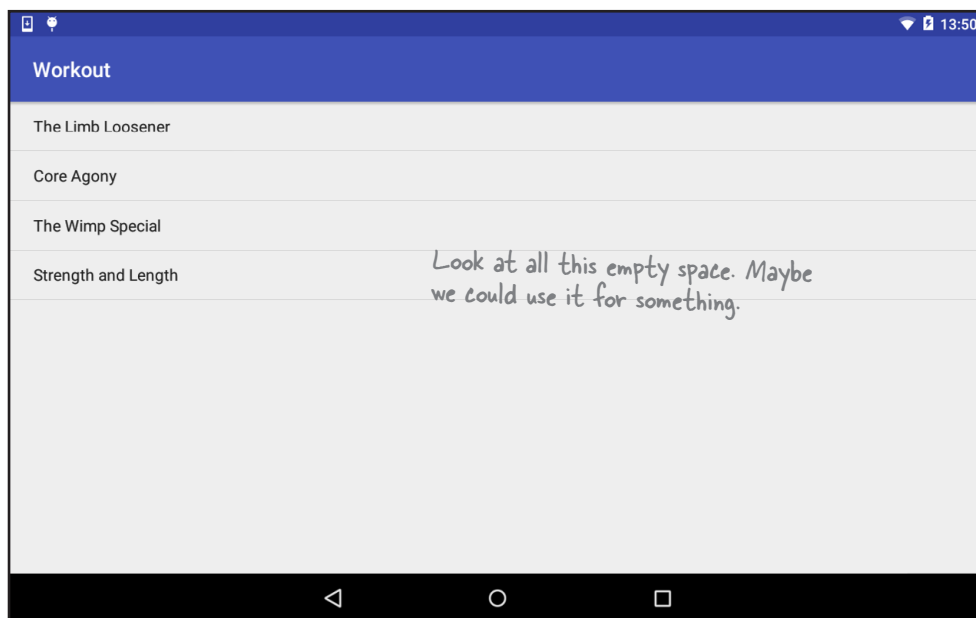 13:50
Workout
The Limb Loosener
Core Agony
The Wimp Special
Strength and Length
Look at all this empty space. Maybe
we could use it for something.